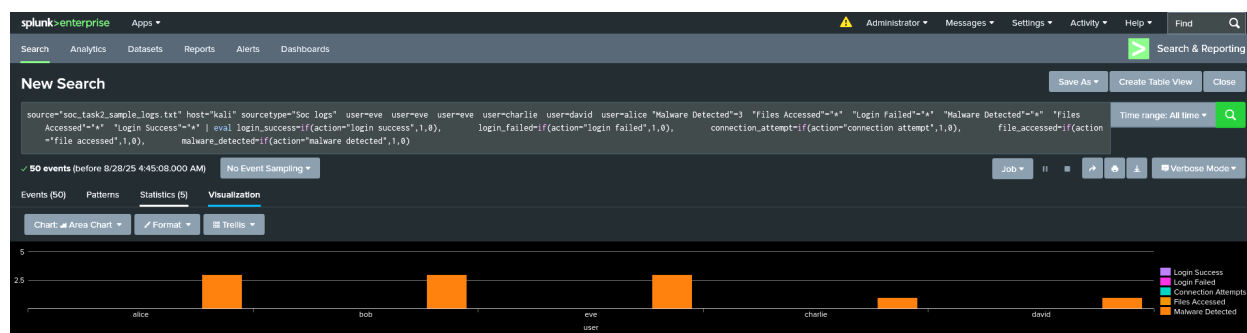 splunk>enterprise Apps Administrator Messages Settings Activity Help Find
Search Analytics Datasets Reports Alerts Dashboards Search & Reporting
New Search Save As Create Table View Close
source="soc_task2_sample_logs.txt" host="kali" sourcetype="Soc logs" user=eve user=eve user=eve user=charlie user=david user=alice "Malware Detected"=3 "Files Accessed"="*" "Login Failed"="*" "Malware Detected"="*" "Files
Accessed"="*" "Login Success"="*" | eval login_success=if(action="login success",1,0), login_failed=if(action="login failed",1,0), connection_attempt=if(action="connection attempt",1,0), file_accessed=if(action
="file accessed",1,0), malware_detected=if(action="malware detected",1,0)
Time range: All time
50 events (before 8/28/25 4:45:08.000 AM) No Event Sampling Job Verbose Mode
Events (50) Patterns Statistics (5) Visualization
Chart: Area Chart Format Trellis
5
2.5
Login Success
Login Failed
Connection Attempts
Files Accessed
Malware Detected
alice bob eve charlie david
user